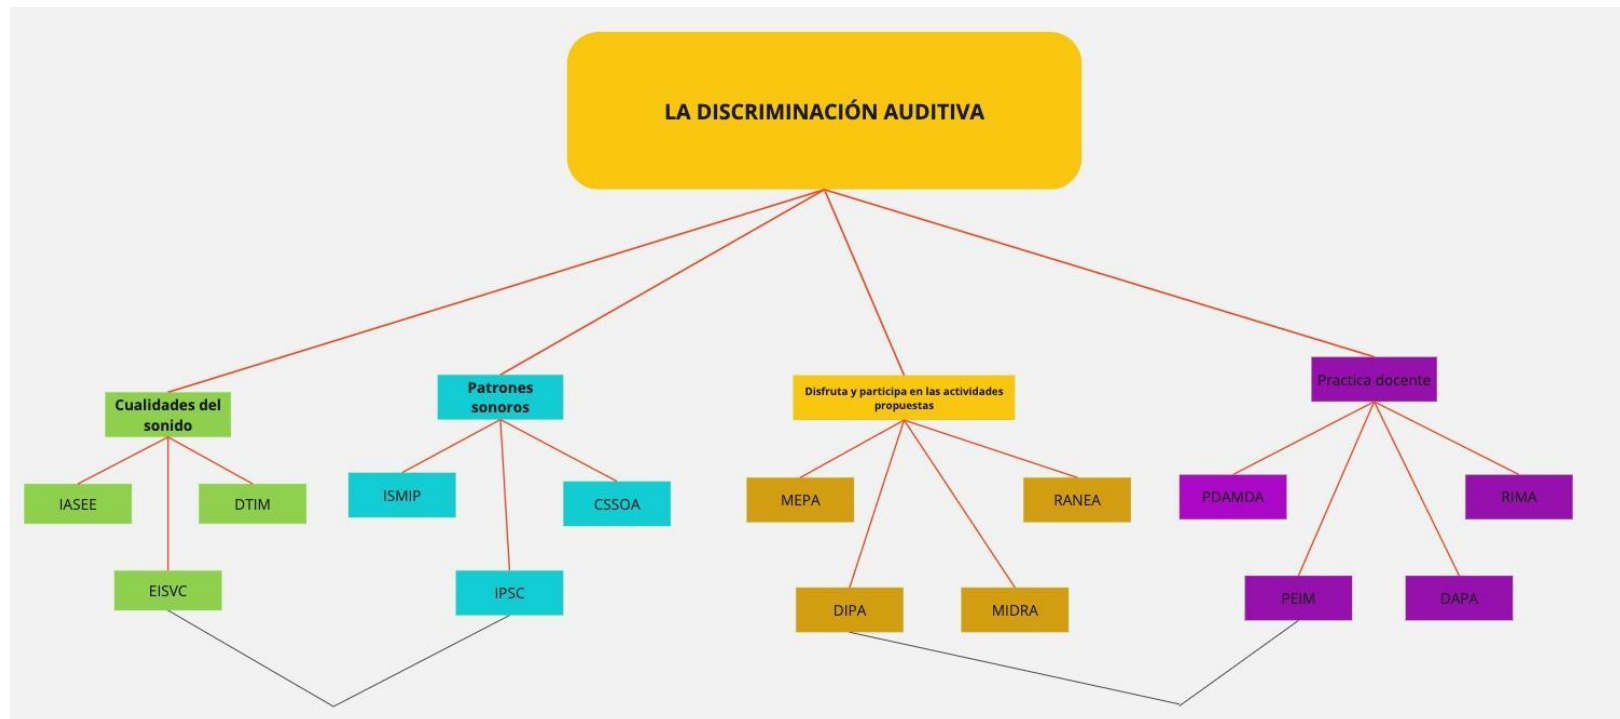 LA DISCRIMINACIÓN AUDITIVA
Cualidades del
sonido
Patrones
sonoros
Disfruta y participa en las actividades
propuestas
Practica docente
IASEE
DTIM
EISVC
ISMIP
CSSOA
IPSC
MEPA
RANEA
DIPA
MIDRA
PDAMDA
RIMA
PEIM
DAPA